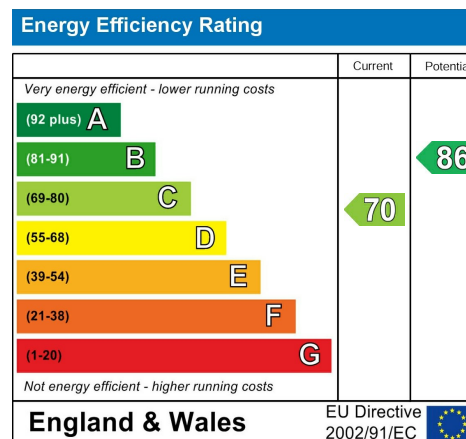 Energy Efficiency Rating
Current Potentia
Very energy efficient - lower running costs
(92 plus) A
(81-91) B
86
(69-80) C
70
(55-68) D
(39-54) E
(21-38) F
(1-20) G
Not energy efficient - higher running costs
England & Wales
EU Directive
2002/91/EC